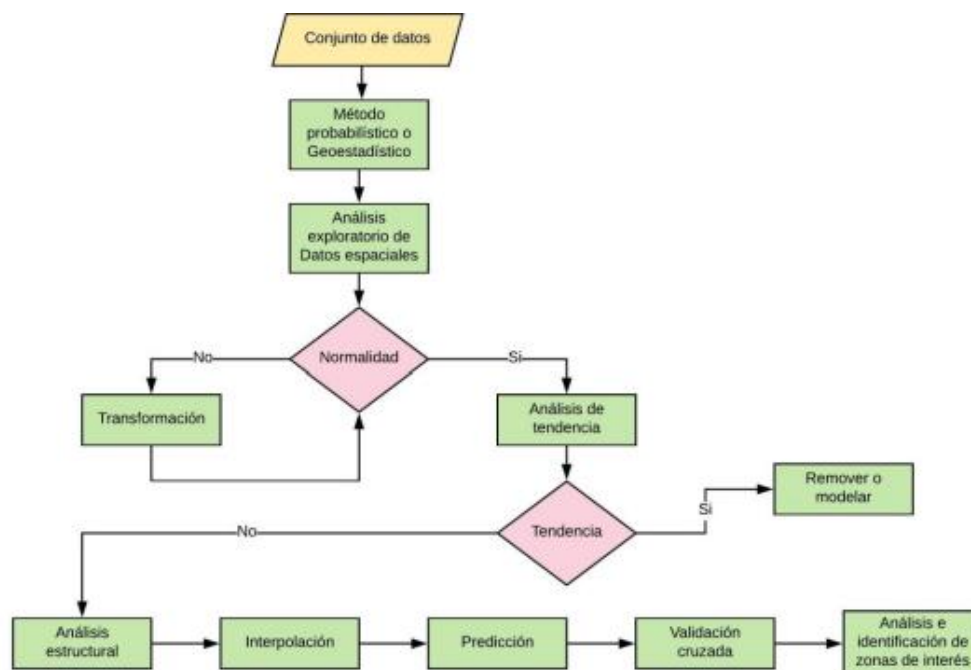 Conjunto de datos
Método
probabilístico o
Geoestadístico
Análisis
exploratorio de
Datos espaciales
Normalidad
No
Si
Transformación
Análisis de
tendencia
Remover o
modelar
Si
Tendencia
No
Análisis
estructural
Interpolación
Predicción
Validación
cruzada
Análisis e
identificación de
zonas de interés